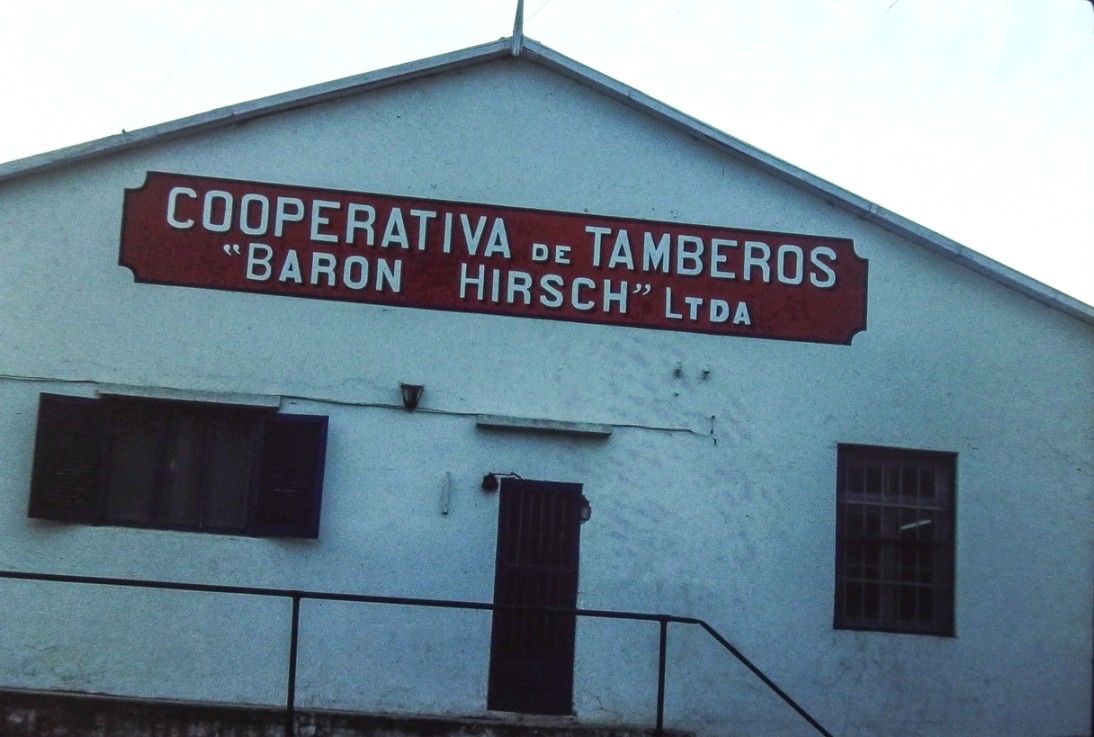 COOPERATIVA DE TAMBEROS
“BARON HIRSCH” LTDA